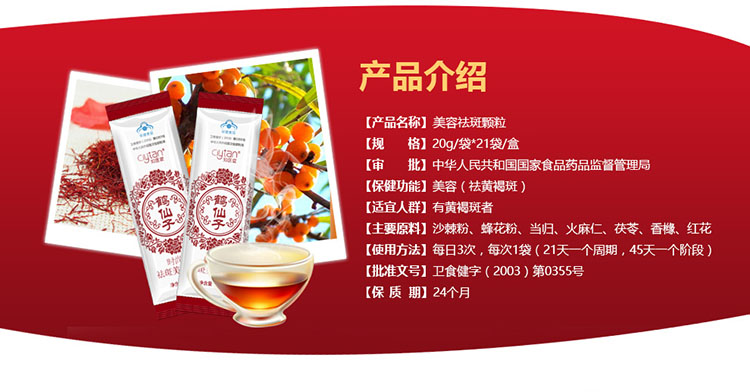 产品介绍
【产品名称】美容祛斑颗粒
【规　　格】20g/袋*21袋/盒
【审　　批】中华人民共和国国家食品药品监督管理局
【保健功能】美容（祛黄褐斑）
【适宜人群】有黄褐斑者
【主要原料】沙棘粉、蜂花粉、当归、火麻仁、茯苓、香橼、红花
【使用方法】每日3次，每次1袋（21天一个周期，45天一个阶段）
【批准文号】卫食健字（2003）第0355号
【保 质 期】24个月
鹤仙子
鹤仙子
祛斑美